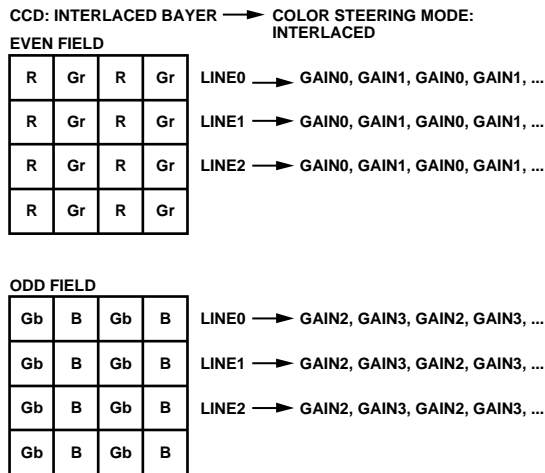 CCD: INTERLACED BAYER COLOR STEERING MODE:
INTERLACED
EVEN FIELD
R Gr R Gr LINE0 GAIN0, GAIN1, GAIN0, GAIN1, ...
R Gr R Gr LINE1 GAIN0, GAIN1, GAIN0, GAIN1, ...
R Gr R Gr LINE2 GAIN0, GAIN1, GAIN0, GAIN1, ...
R Gr R Gr
ODD FIELD
Gb B Gb B LINE0 GAIN2, GAIN3, GAIN2, GAIN3, ...
Gb B Gb B LINE1 GAIN2, GAIN3, GAIN2, GAIN3, ...
Gb B Gb B LINE2 GAIN2, GAIN3, GAIN2, GAIN3, ...
Gb B Gb B